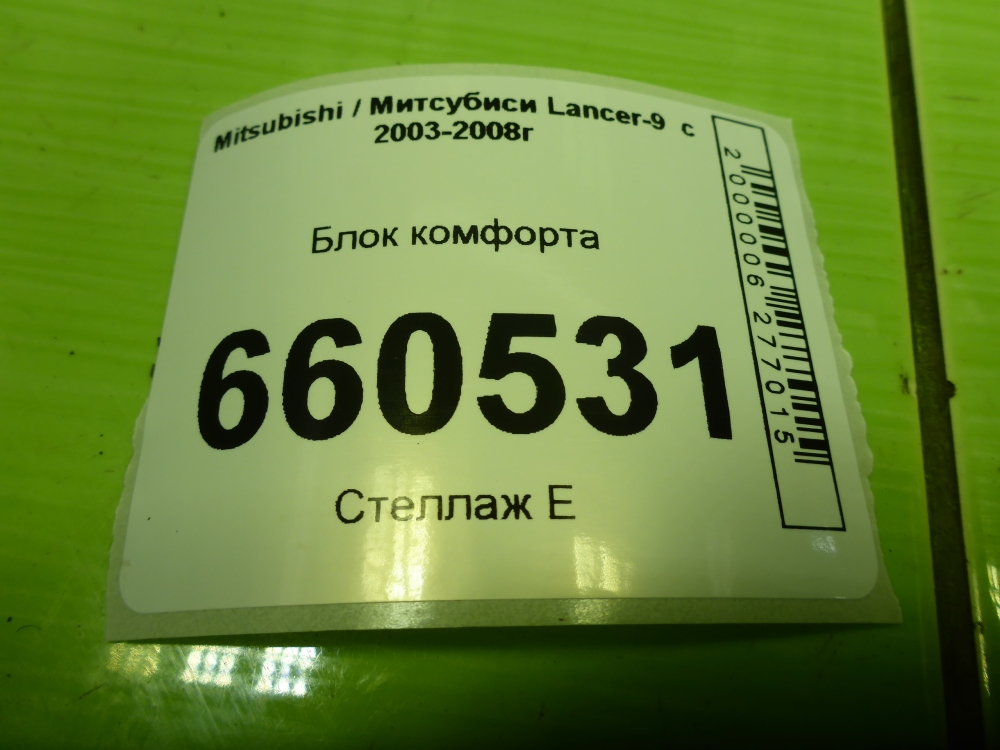 Mitsubishi / Митсубиси Lancer-9 с
2003-2008г
Блок комфорта
660531
Стеллаж Е
2000006277015